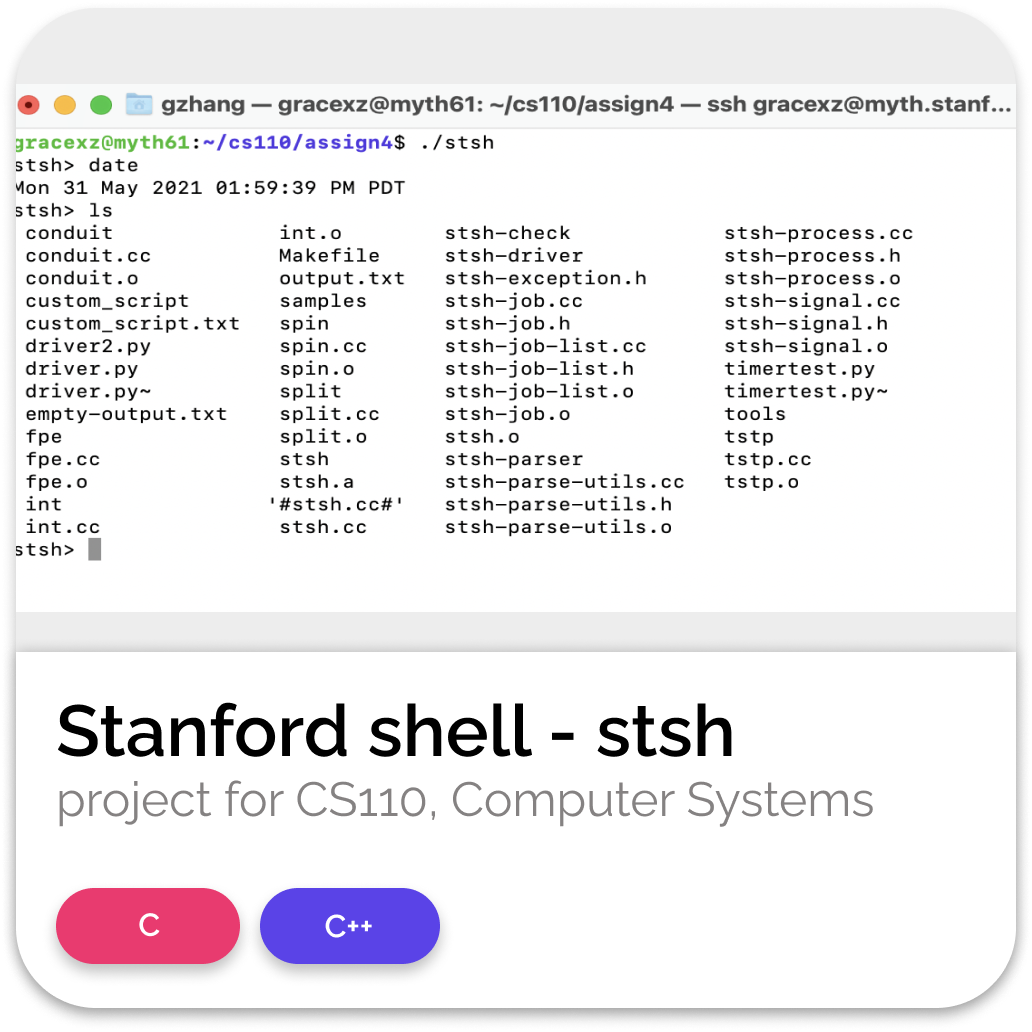 gzhang — gracexz@myth61: ~/cs110/assign4 — ssh gracexz@myth.stanf...
gracexz@myth61:~/cs110/assign4$ ./stsh
stsh> date
Mon 31 May 2021 01:59:39 PM PDT
stsh> ls
conduit int.o stsh-check stsh-process.cc
conduit.cc Makefile stsh-driver stsh-process.h
conduit.o output.txt stsh-exception.h stsh-process.o
custom_script samples stsh-job.cc stsh-signal.cc
custom_script.txt spin stsh-job.h stsh-signal.h
driver2.py spin.cc stsh-job-list.cc stsh-signal.o
driver.py spin.o stsh-job-list.h timertest.py
driver.py~ split stsh-job-list.o timertest.py~
empty-output.txt split.cc stsh-job.o tools
fpe split.o stsh.o tstp
fpe.cc stsh stsh-parser tstp.cc
fpe.o stsh.a stsh-parse-utils.cc tstp.o
int '#stsh.cc#' stsh-parse-utils.h
int.cc stsh.cc stsh-parse-utils.o
stsh>
Stanford shell - stsh
project for CS110, Computer Systems
C C++